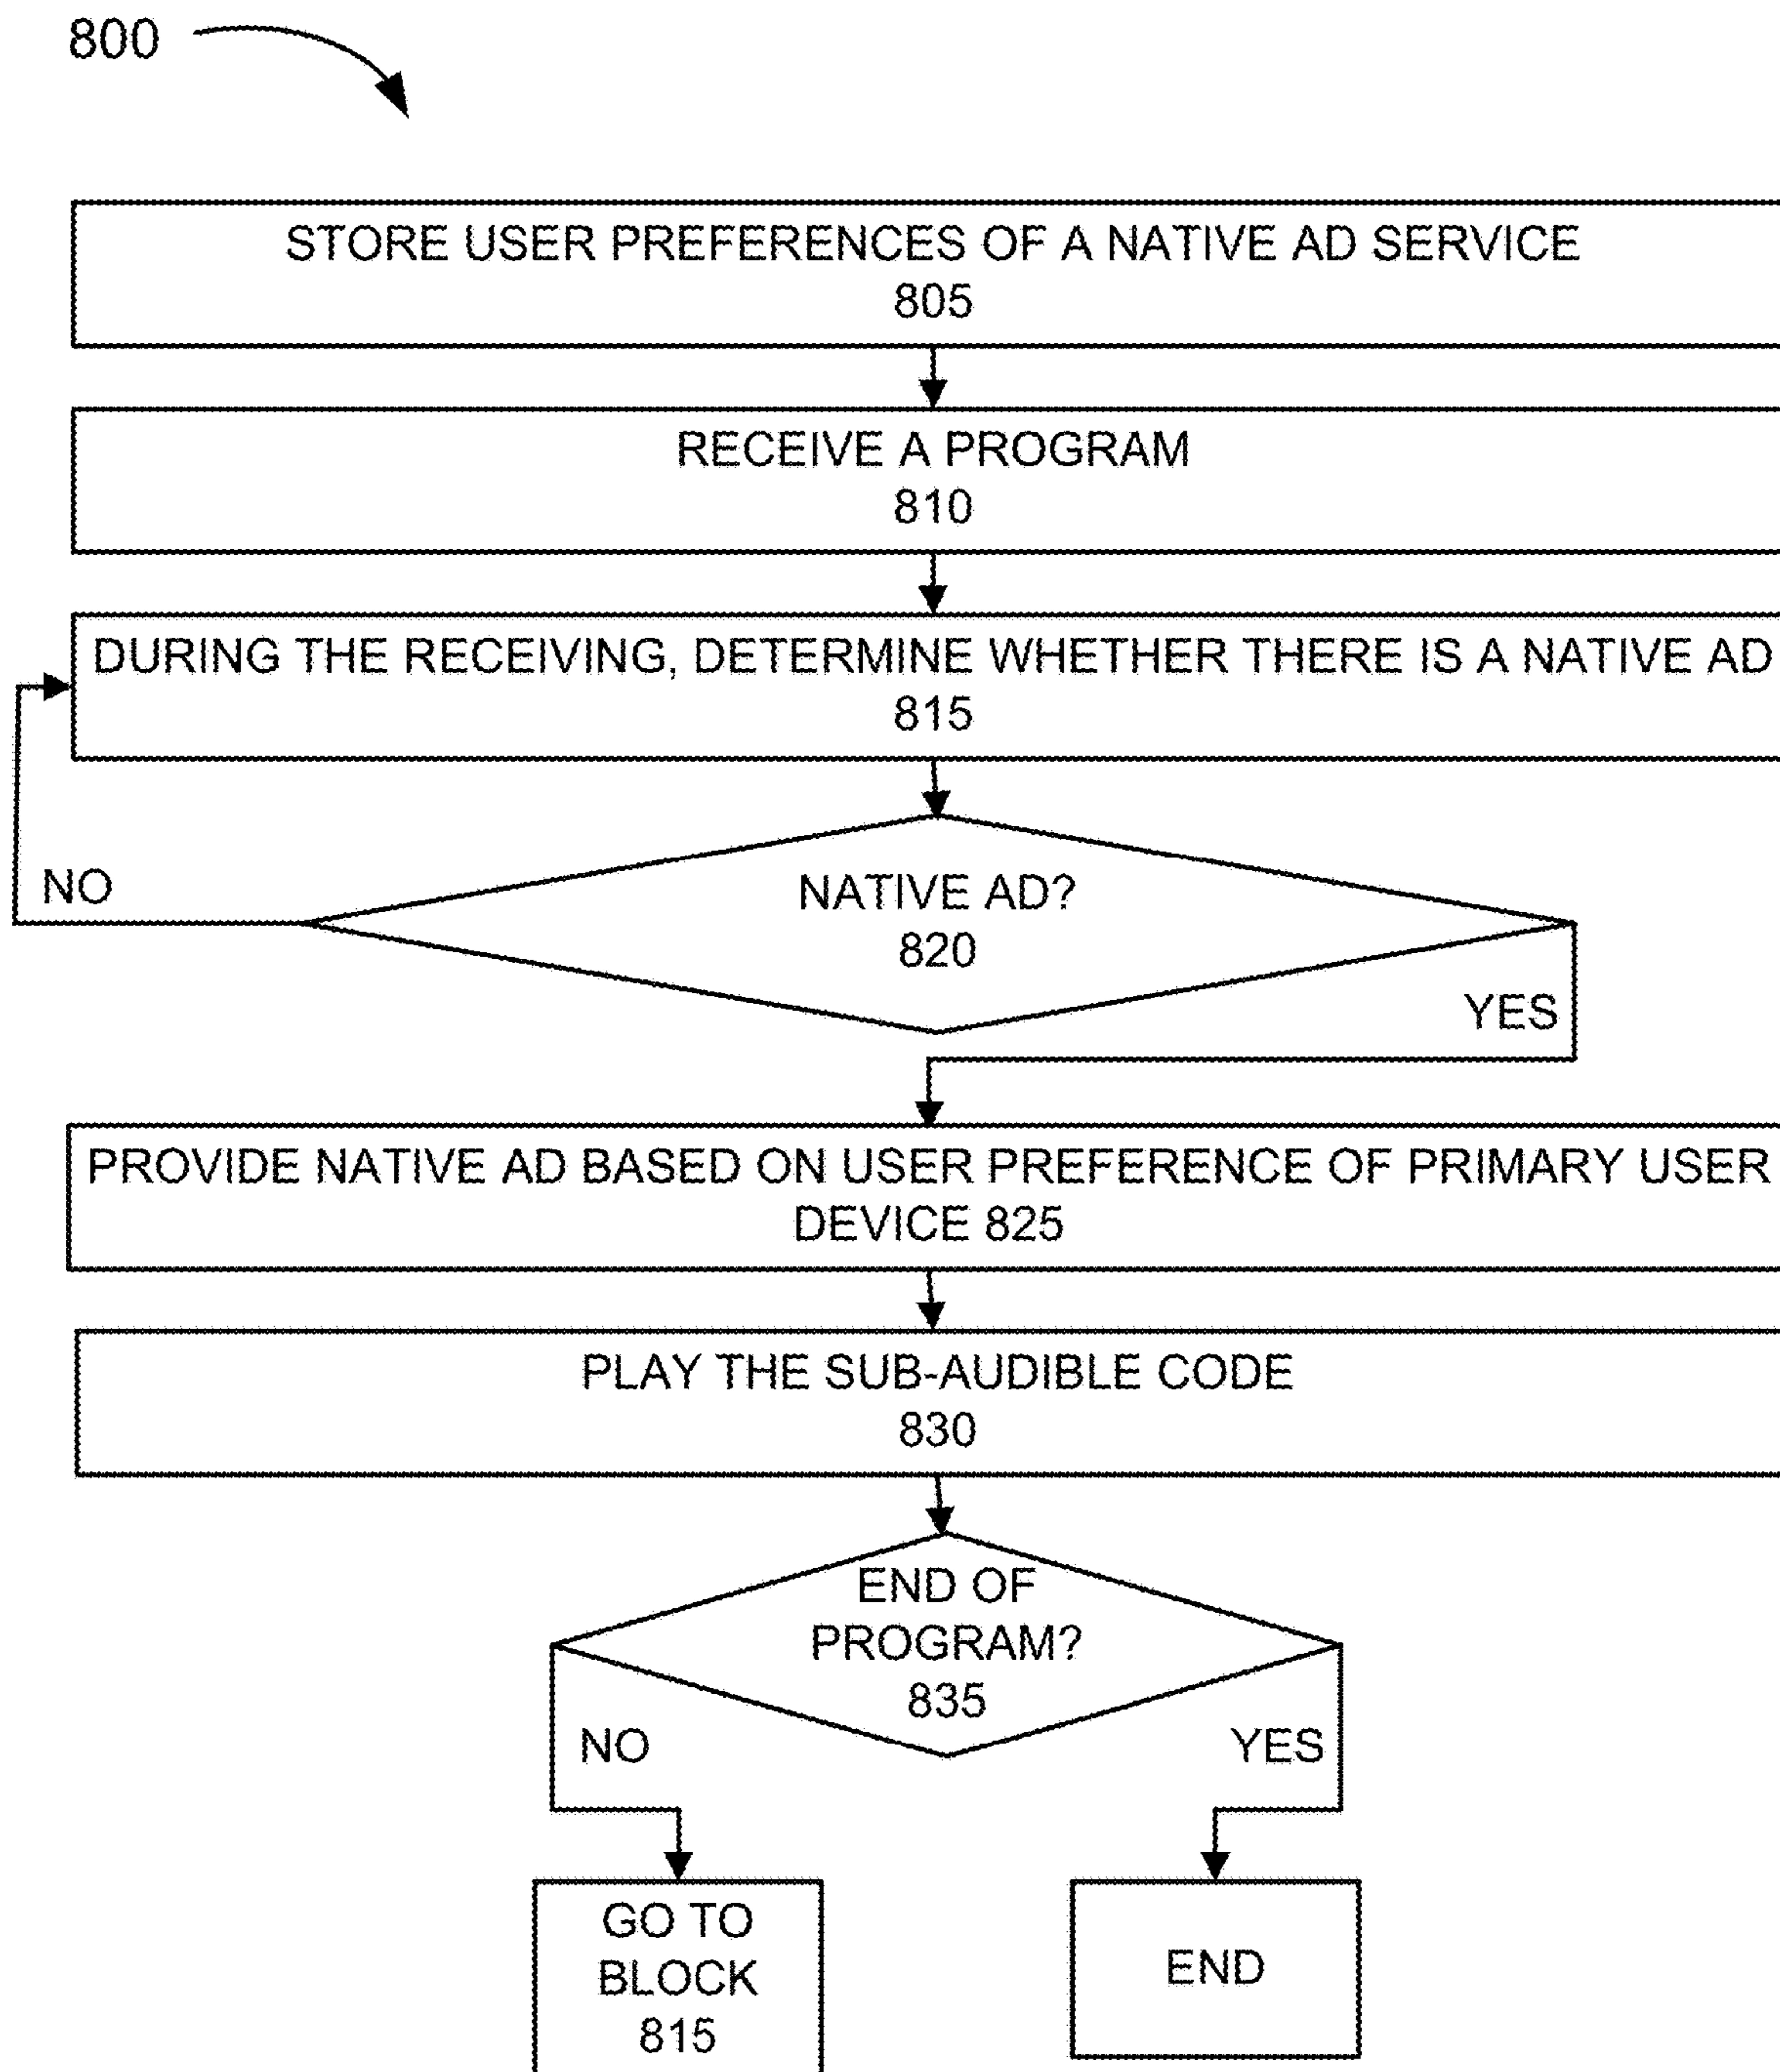 800
STORE USER PREFERENCES OF A NATIVE AD SERVICE
805
RECEIVE A PROGRAM
810
DURING THE RECEIVING, DETERMINE WHETHER THERE IS A NATIVE AD
815
NO
NATIVE AD?
820
YES
PROVIDE NATIVE AD BASED ON USER PREFERENCE OF PRIMARY USER
DEVICE 825
PLAY THE SUB-AUDIBLE CODE
830
END OF
PROGRAM?
835
NO
YES
GO TO
BLOCK
815
END